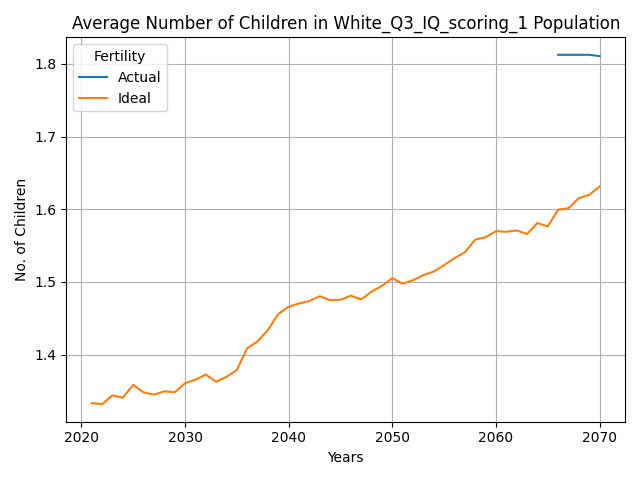 Average Number of Children in White_Q3_IQ_scoring_1 Population
Fertility
Actual
Ideal
No. of Children
1.8
1.7
1.6
1.5
1.4
2020 2030 2040 2050 2060 2070
Years